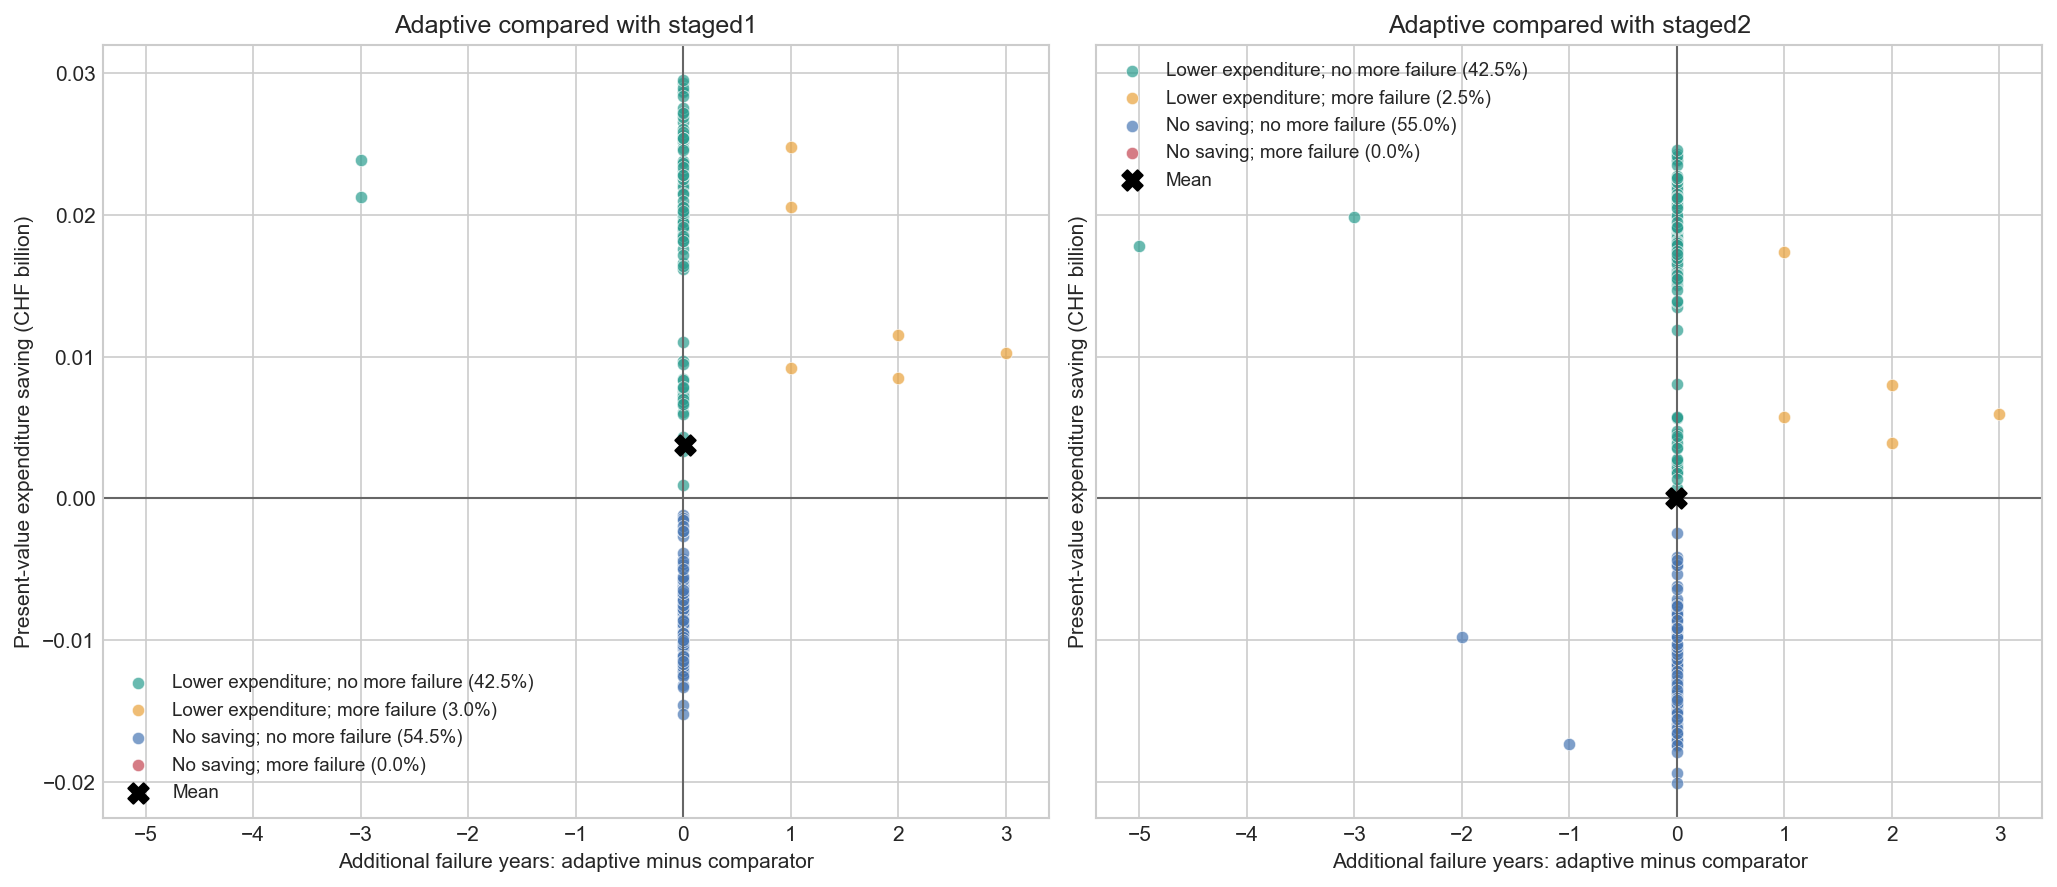 Adaptive compared with staged1
Present-value expenditure saving (CHF billion)
0.03
0.02
0.01
0.00
−0.01
−0.02
Lower expenditure; no more failure (42.5%)
Lower expenditure; more failure (3.0%)
No saving; no more failure (54.5%)
No saving; more failure (0.0%)
Mean
−5 −4 −3 −2 −1 0 1 2 3
Additional failure years: adaptive minus comparator
Adaptive compared with staged2
Present-value expenditure saving (CHF billion)
Lower expenditure; no more failure (42.5%)
Lower expenditure; more failure (2.5%)
No saving; no more failure (55.0%)
No saving; more failure (0.0%)
Mean
−5 −4 −3 −2 −1 0 1 2 3
Additional failure years: adaptive minus comparator